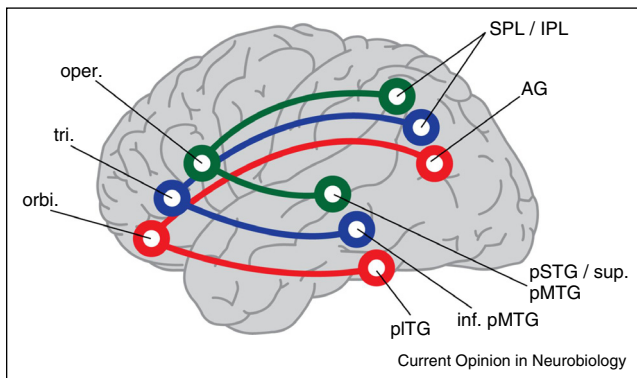 SPL / IPL
oper.
AG
tri.
orbi.
pSTG / sup.
pMTG
inf. pMTG
pITG
Current Opinion in Neurobiology